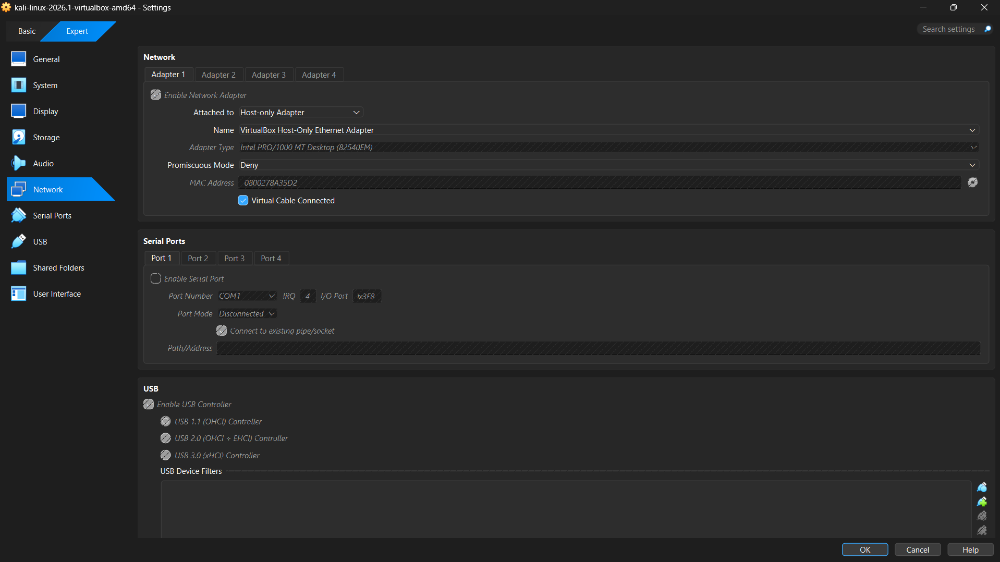 kali-linux-2026.1-virtualbox-amd64 - Settings
Basic
Expert
Search settings
General
System
Display
Storage
Audio
Network
Serial Ports
USB
Shared Folders
User Interface
Network
Adapter 1 Adapter 2 Adapter 3 Adapter 4
Enable Network Adapter
Attached to Host-only Adapter
Name VirtualBox Host-Only Ethernet Adapter
Adapter Type Intel PRO/1000 MT Desktop (82540EM)
Promiscuous Mode Deny
MAC Address 0800278A35D2
Virtual Cable Connected
Serial Ports
Port 1 Port 2 Port 3 Port 4
Enable Serial Port
Port Number COM1 IRQ 4 I/O Port 0x3F8
Port Mode Disconnected
Connect to existing pipe/socket
Path/Address
USB
Enable USB Controller
USB 1.1 (OHCI) Controller
USB 2.0 (OHCI + EHCI) Controller
USB 3.0 (xHCI) Controller
USB Device Filters
OK Cancel Help